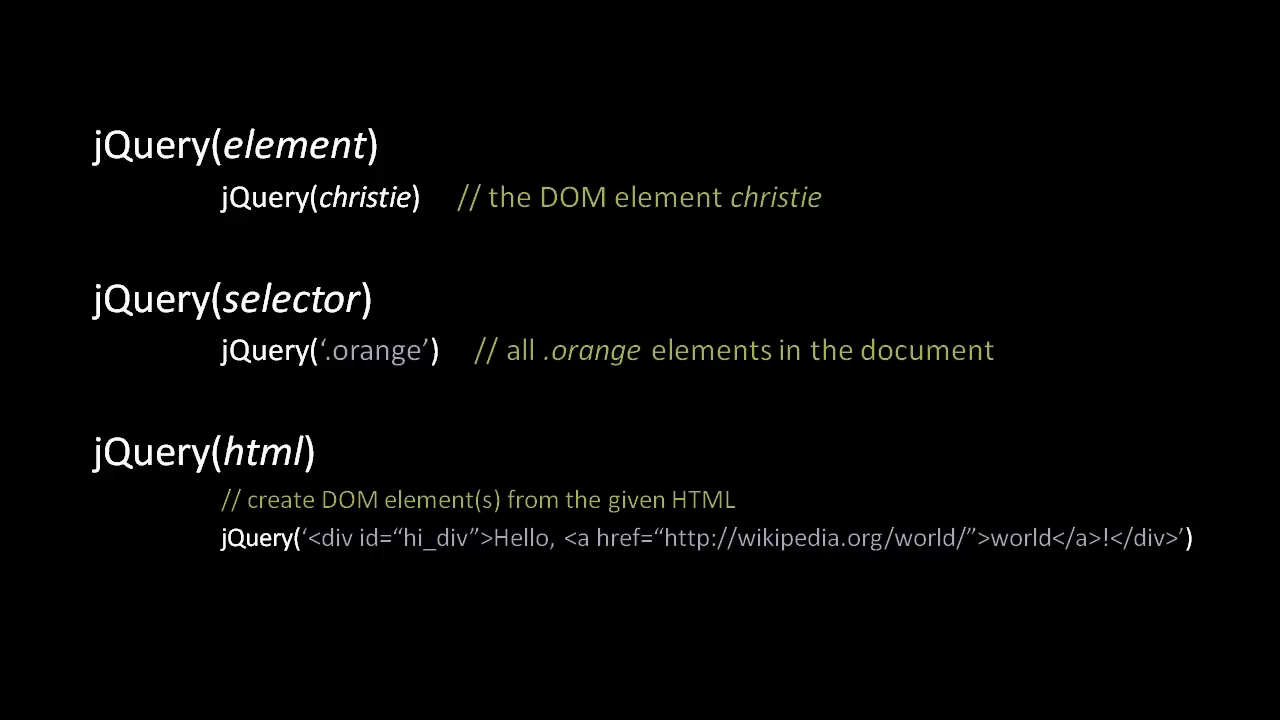 jQuery(element)
jQuery(christie) // the DOM element christie
jQuery(selector)
jQuery(‘.orange’) // all .orange elements in the document
jQuery(html)
// create DOM element(s) from the given HTML
jQuery(‘<div id=“hi_div”>Hello, <a href=“http://wikipedia.org/world/”>world</a>!</div>’)